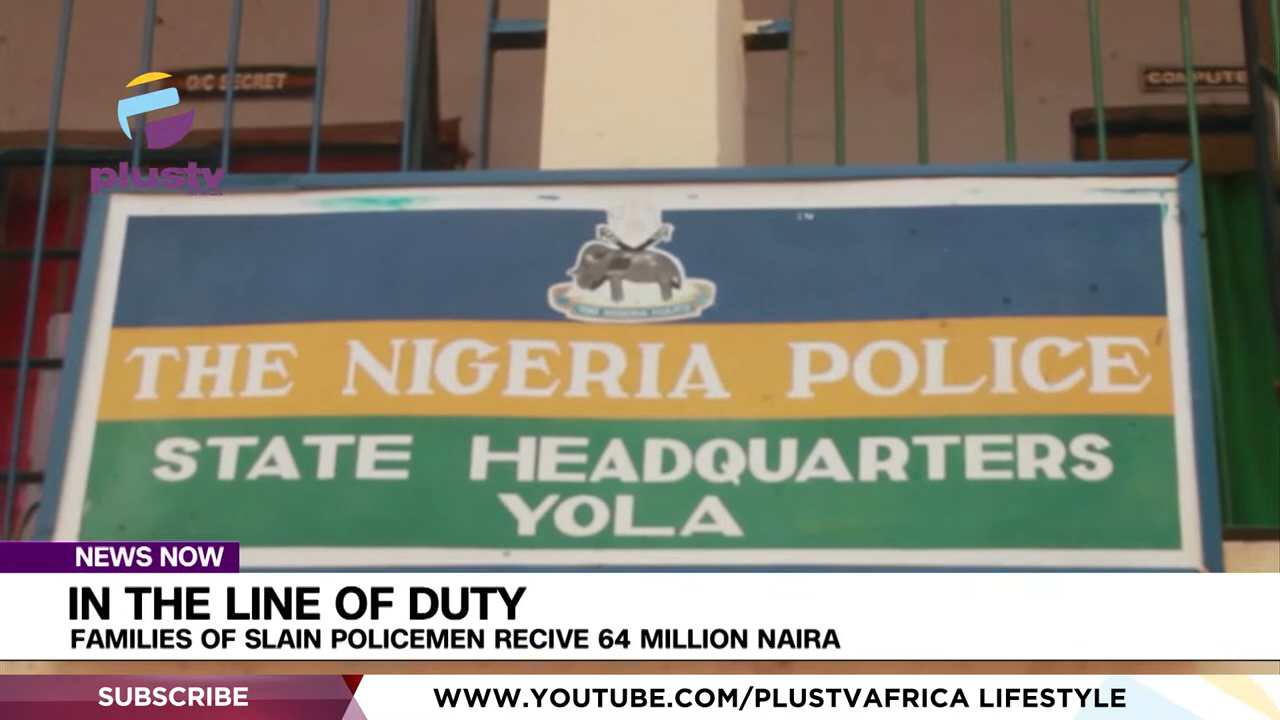 O/C SECRET
COMPUTE
plustv
THE NIGERIA POLICE
STATE HEADQUARTERS
YOLA
NEWS NOW
IN THE LINE OF DUTY
FAMILIES OF SLAIN POLICEMEN RECIVE 64 MILLION NAIRA
SUBSCRIBE
WWW.YOUTUBE.COM/PLUSTVAFRICA LIFESTYLE